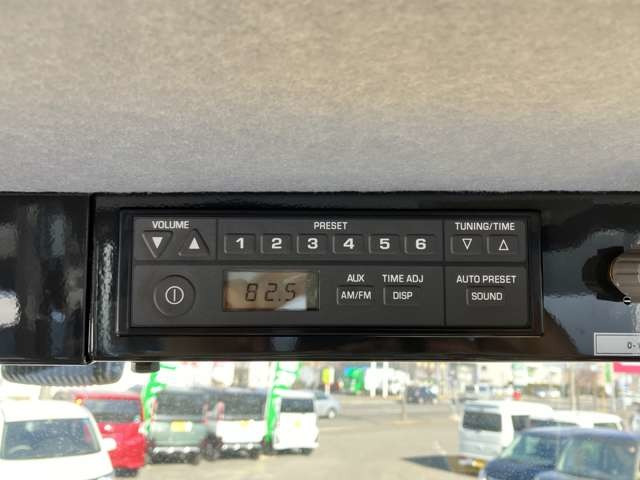 VOLUME PRESET TUNING/TIME
▼ ▲ 1 2 3 4 5 6 ▽ △
AUX TIME ADJ AUTO PRESET
82.5 AM/FM DISP SOUND